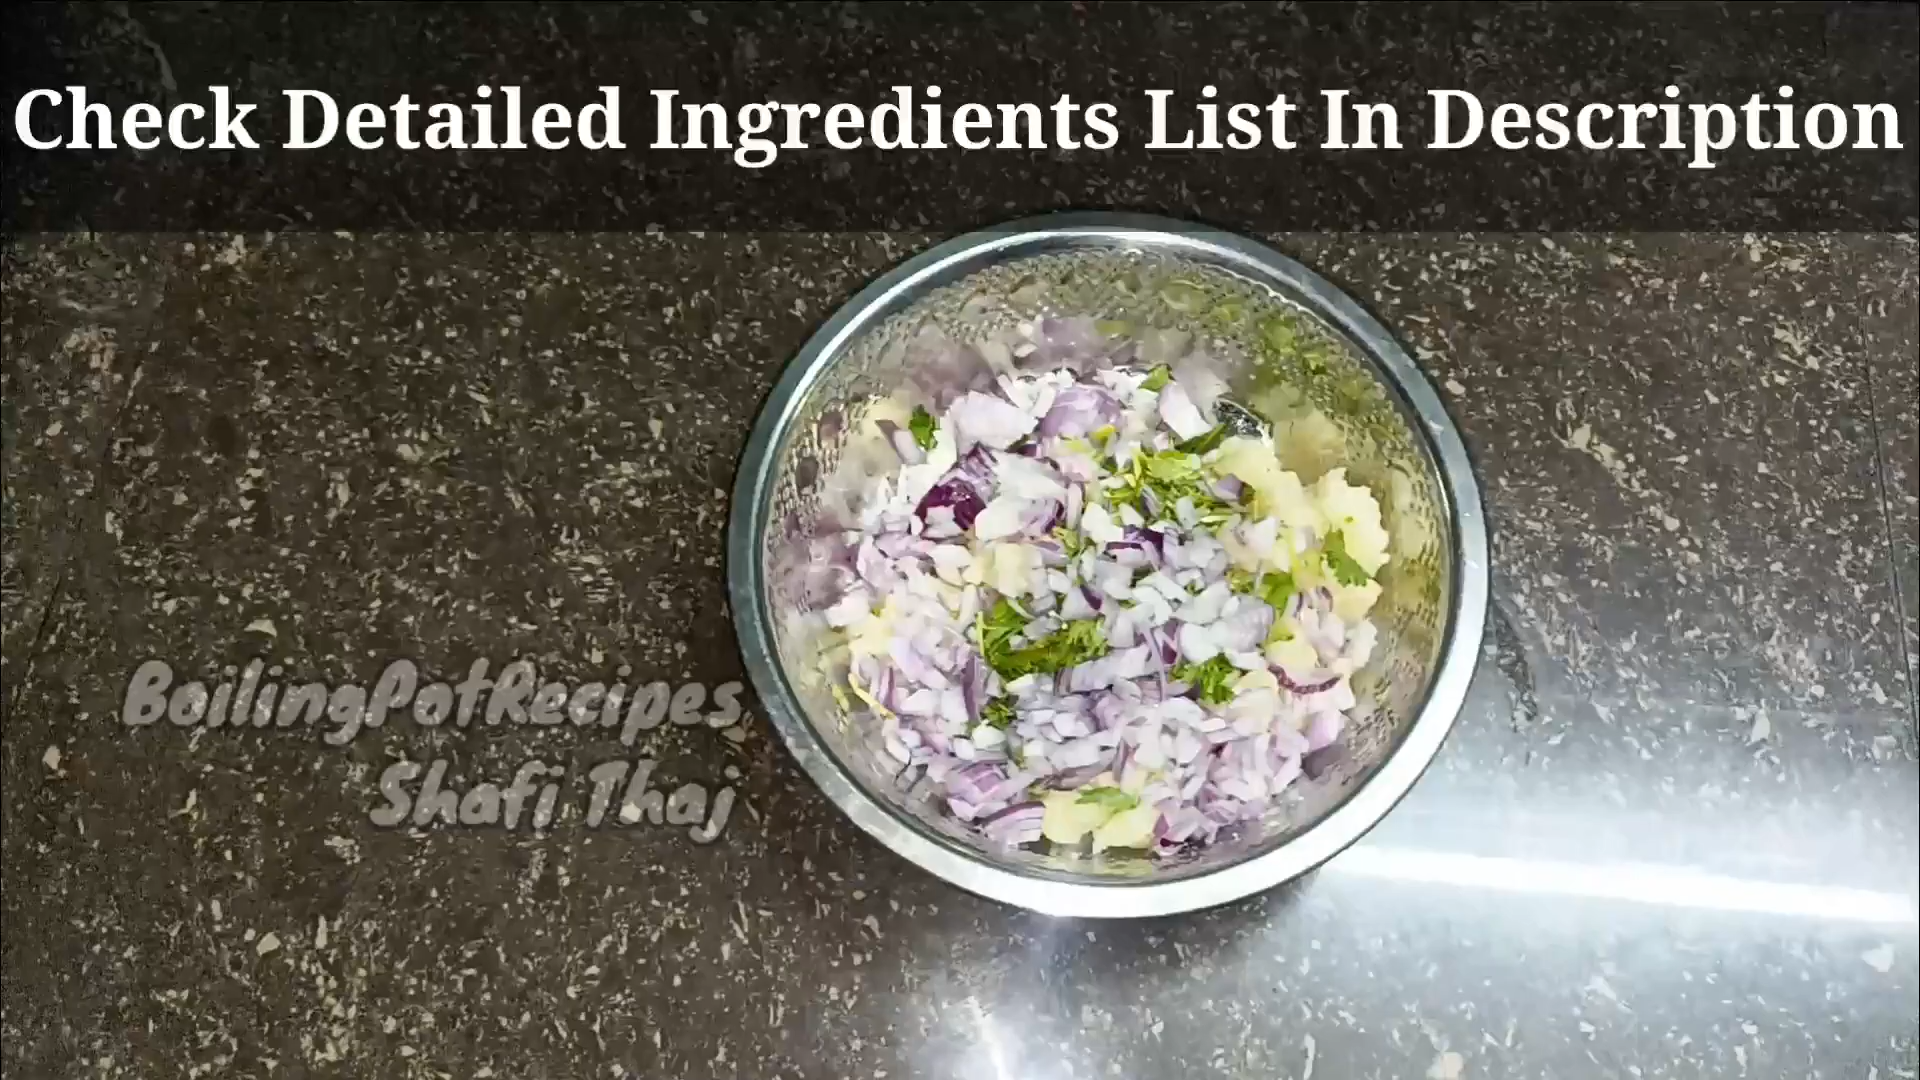 Check Detailed Ingredients List In Description
BoilingPotRecipes
Shafi Thaj